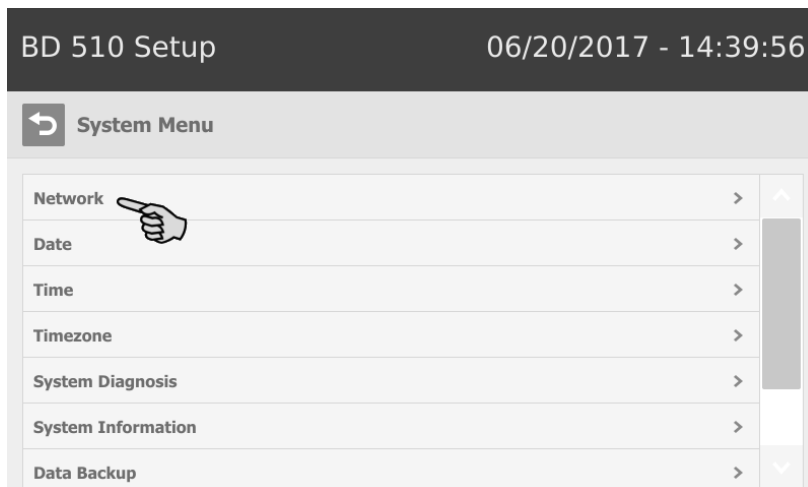 BD 510 Setup 06/20/2017 - 14:39:56
System Menu
Network
Date
Time
Timezone
System Diagnosis
System Information
Data Backup